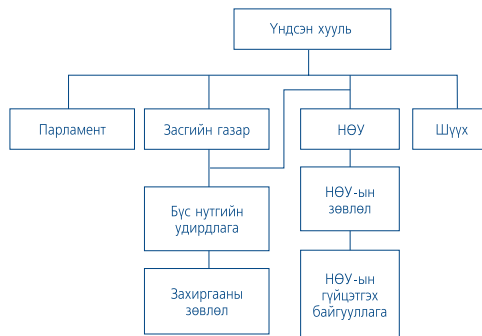 Үндсэн хууль
Парламент
Засгийн газар
НӨУ
Шүүх
Бүс нутгийн
удирдлага
НӨУ-ын
зөвлөл
Захиргааны
зөвлөл
НӨУ-ын
гүйцэтгэх
байгууллага